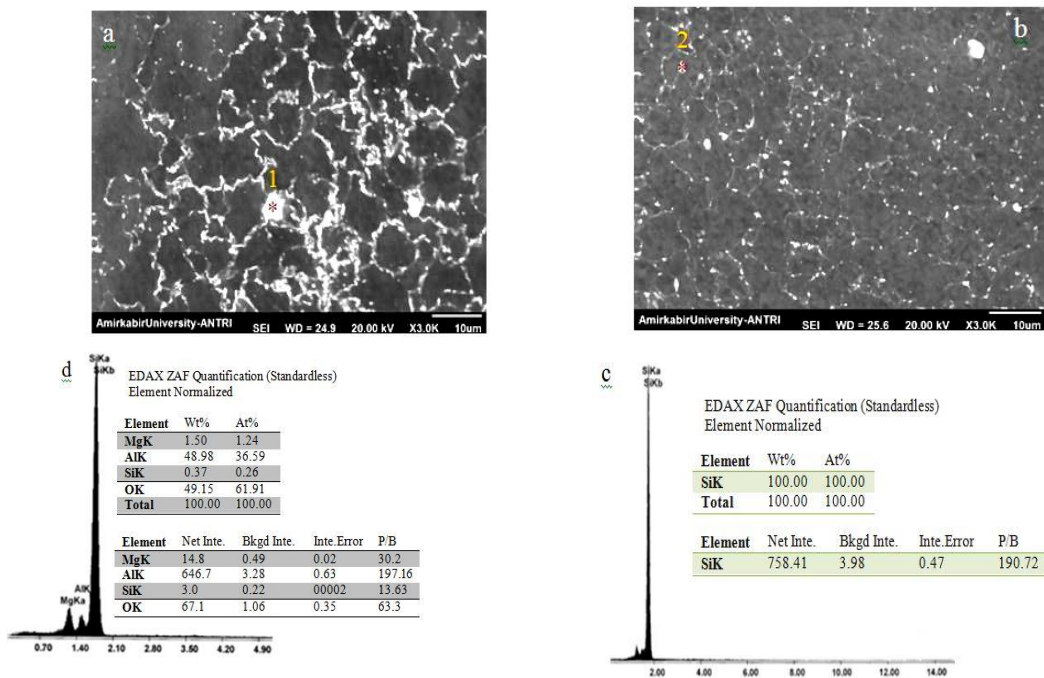 a
1
AmirkabirUniversity-ANTRI SEI WD = 24.9 20.00 kV X3.0K 10um
2
b
AmirkabirUniversity-ANTRI SEI WD = 25.6 20.00 kV X3.0K 10um
d
SiKa
SiKb
EDAX ZAF Quantification (Standardless)
Element Normalized
Element Wt% At%
MgK 1.50 1.24
AlK 48.98 36.59
SiK 0.37 0.26
OK 49.15 61.91
Total 100.00 100.00
Element Net Inte. Bkgd Inte. Inte.Error P/B
MgK 14.8 0.49 0.02 30.2
AlK 646.7 3.28 0.63 197.16
SiK 3.0 0.22 00002 13.63
OK 67.1 1.06 0.35 63.3
AlK
MgKa
0.70 1.40 2.10 2.80 3.50 4.20 4.90
c
SiKa
SiKb
EDAX ZAF Quantification (Standardless)
Element Normalized
Element Wt% At%
SiK 100.00 100.00
Total 100.00 100.00
Element Net Inte. Bkgd Inte. Inte.Error P/B
SiK 758.41 3.98 0.47 190.72
2.00 4.00 6.00 8.00 10.00 12.00 14.00